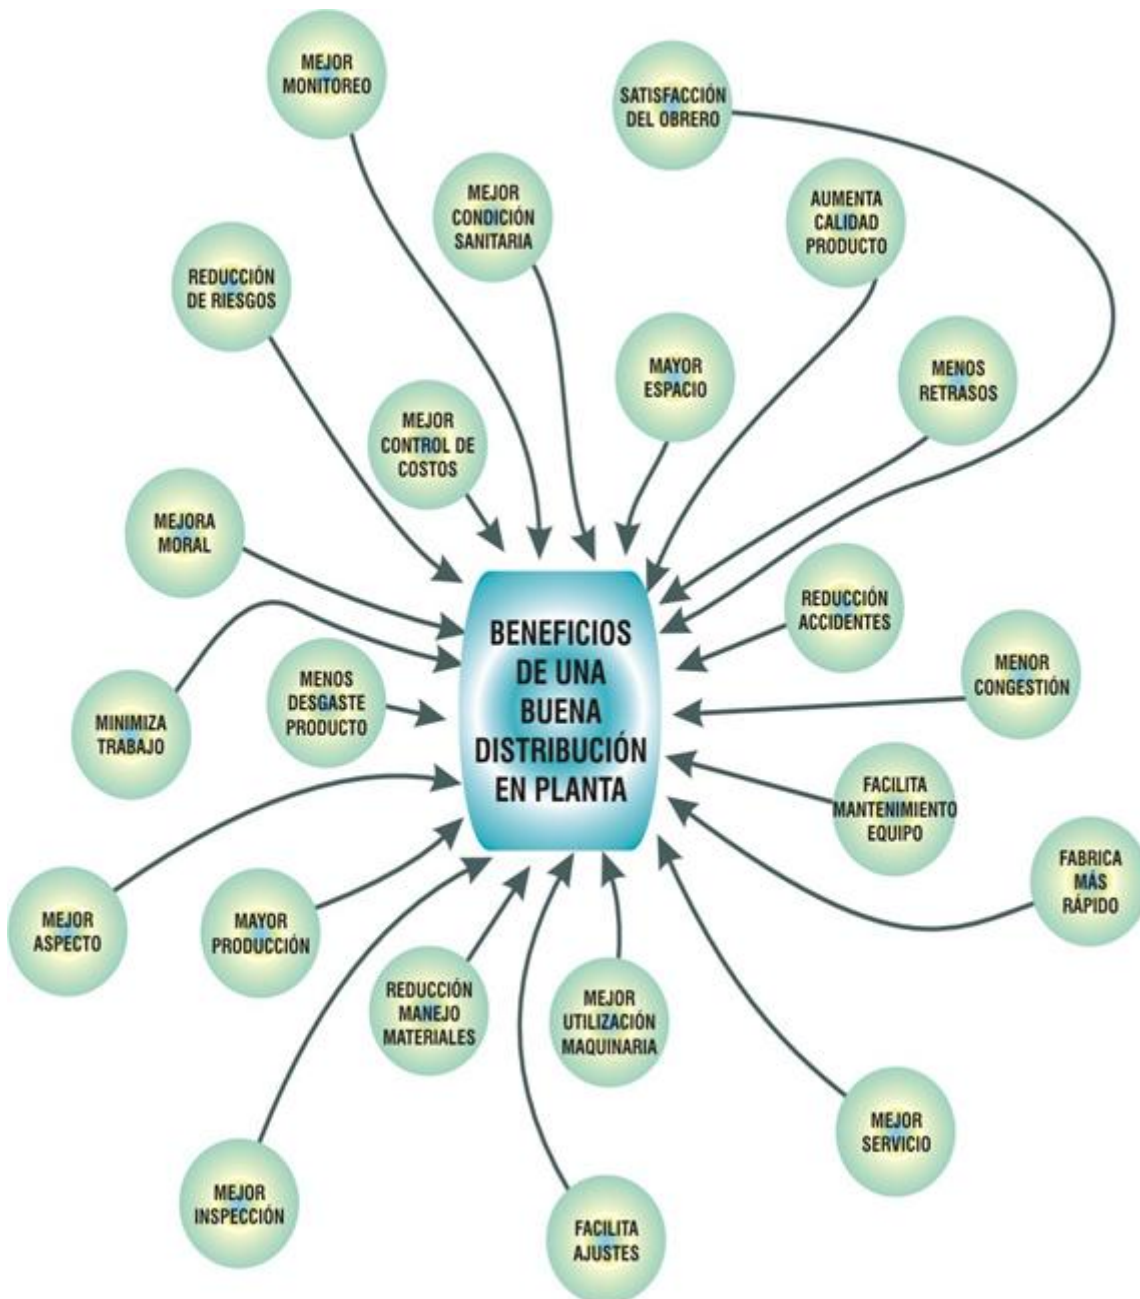 MEJOR
MONITOREO
SATISFACCIÓN
DEL OBRERO
MEJOR
CONDICIÓN
SANITARIA
AUMENTA
CALIDAD
PRODUCTO
REDUCCIÓN
DE RIESGOS
MAYOR
ESPACIO
MENOS
RETRASOS
MEJOR
CONTROL DE
COSTOS
MEJORA
MORAL
REDUCCIÓN
ACCIDENTES
BENEFICIOS
DE UNA
BUENA
DISTRIBUCIÓN
EN PLANTA
MENOR
CONGESTIÓN
MENOS
DESGASTE
PRODUCTO
MINIMIZA
TRABAJO
FACILITA
MANTENIMIENTO
EQUIPO
FABRICA
MÁS
RÁPIDO
MEJOR
ASPECTO
MAYOR
PRODUCCIÓN
REDUCCIÓN
MANEJO
MATERIALES
MEJOR
UTILIZACIÓN
MAQUINARIA
MEJOR
SERVICIO
MEJOR
INSPECCIÓN
FACILITA
AJUSTES